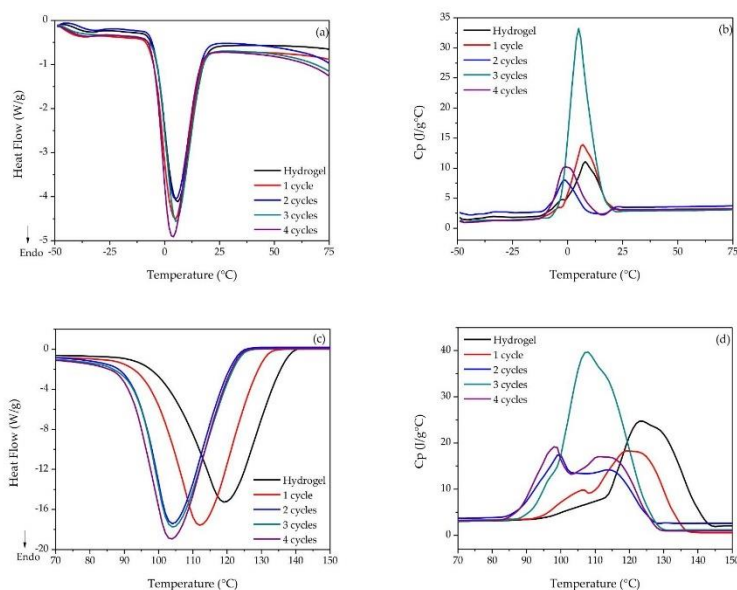 (a)
Heat Flow (W/g)
0
-1
-2
-3
-4
-5
Hydrogel
1 cycle
2 cycles
3 cycles
4 cycles
Endo
-50 -25 0 25 50 75
Temperature (°C)
(b)
Cp (J/g°C)
35
30
25
20
15
10
5
0
Hydrogel
1 cycle
2 cycles
3 cycles
4 cycles
-50 -25 0 25 50 75
Temperature (°C)
(c)
Heat Flow (W/g)
0
-4
-8
-12
-16
-20
Hydrogel
1 cycle
2 cycles
3 cycles
4 cycles
Endo
70 80 90 100 110 120 130 140 150
Temperature (°C)
(d)
Cp (J/g°C)
40
30
20
10
0
Hydrogel
1 cycle
2 cycles
3 cycles
4 cycles
70 80 90 100 110 120 130 140 150
Temperature (°C)